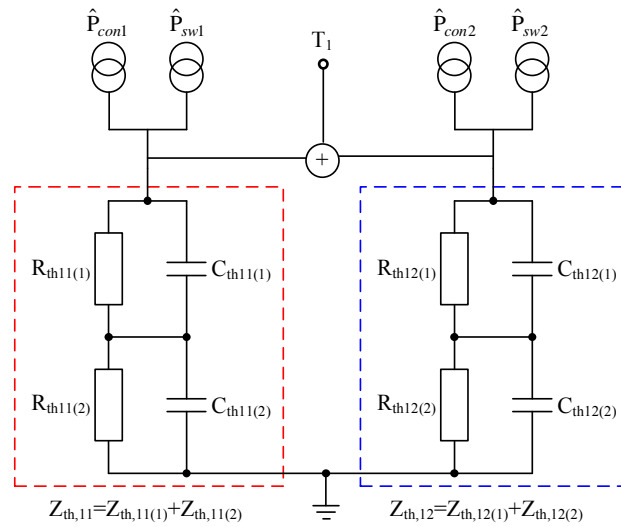 P̂con1 P̂sw1 T1 P̂con2 P̂sw2
+
Rth11(1) Cth11(1) Rth12(1) Cth12(1)
Rth11(2) Cth11(2) Rth12(2) Cth12(2)
Zth,11=Zth,11(1)+Zth,11(2) Zth,12=Zth,12(1)+Zth,12(2)